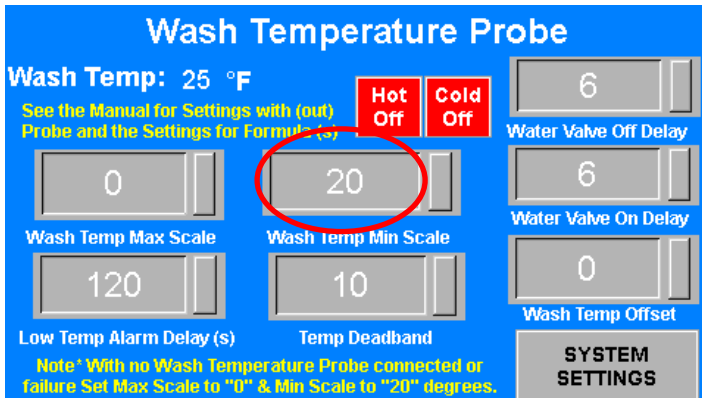 Wash Temperature Probe
Wash Temp: 25 °F
See the Manual for Settings with (out)
Probe and the Settings for Formula (s)
Hot
Off
Cold
Off
6
Water Valve Off Delay
0
Wash Temp Max Scale
20
Wash Temp Min Scale
6
Water Valve On Delay
120
Low Temp Alarm Delay (s)
10
Temp Deadband
0
Wash Temp Offset
Note* With no Wash Temperature Probe connected or
failure Set Max Scale to "0" & Min Scale to "20" degrees.
SYSTEM
SETTINGS